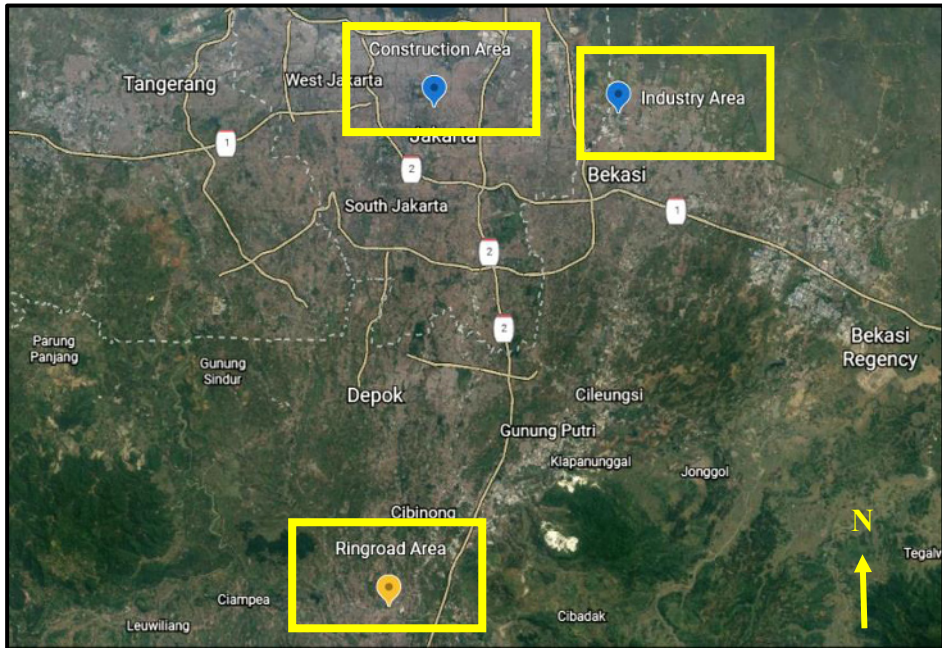 Construction Area
Tangerang
West Jakarta
Industry Area
1
Jakarta
2
Bekasi
South Jakarta
1
2
2
Parung
Panjang
Bekasi
Regency
Gunung
Sindur
Depok
Cileungsi
Gunung Putri
Klapanunggal
Jonggol
Cibinong
N
Ringroad Area
Tegalw
Ciampea
Cibadak
Leuwiliang